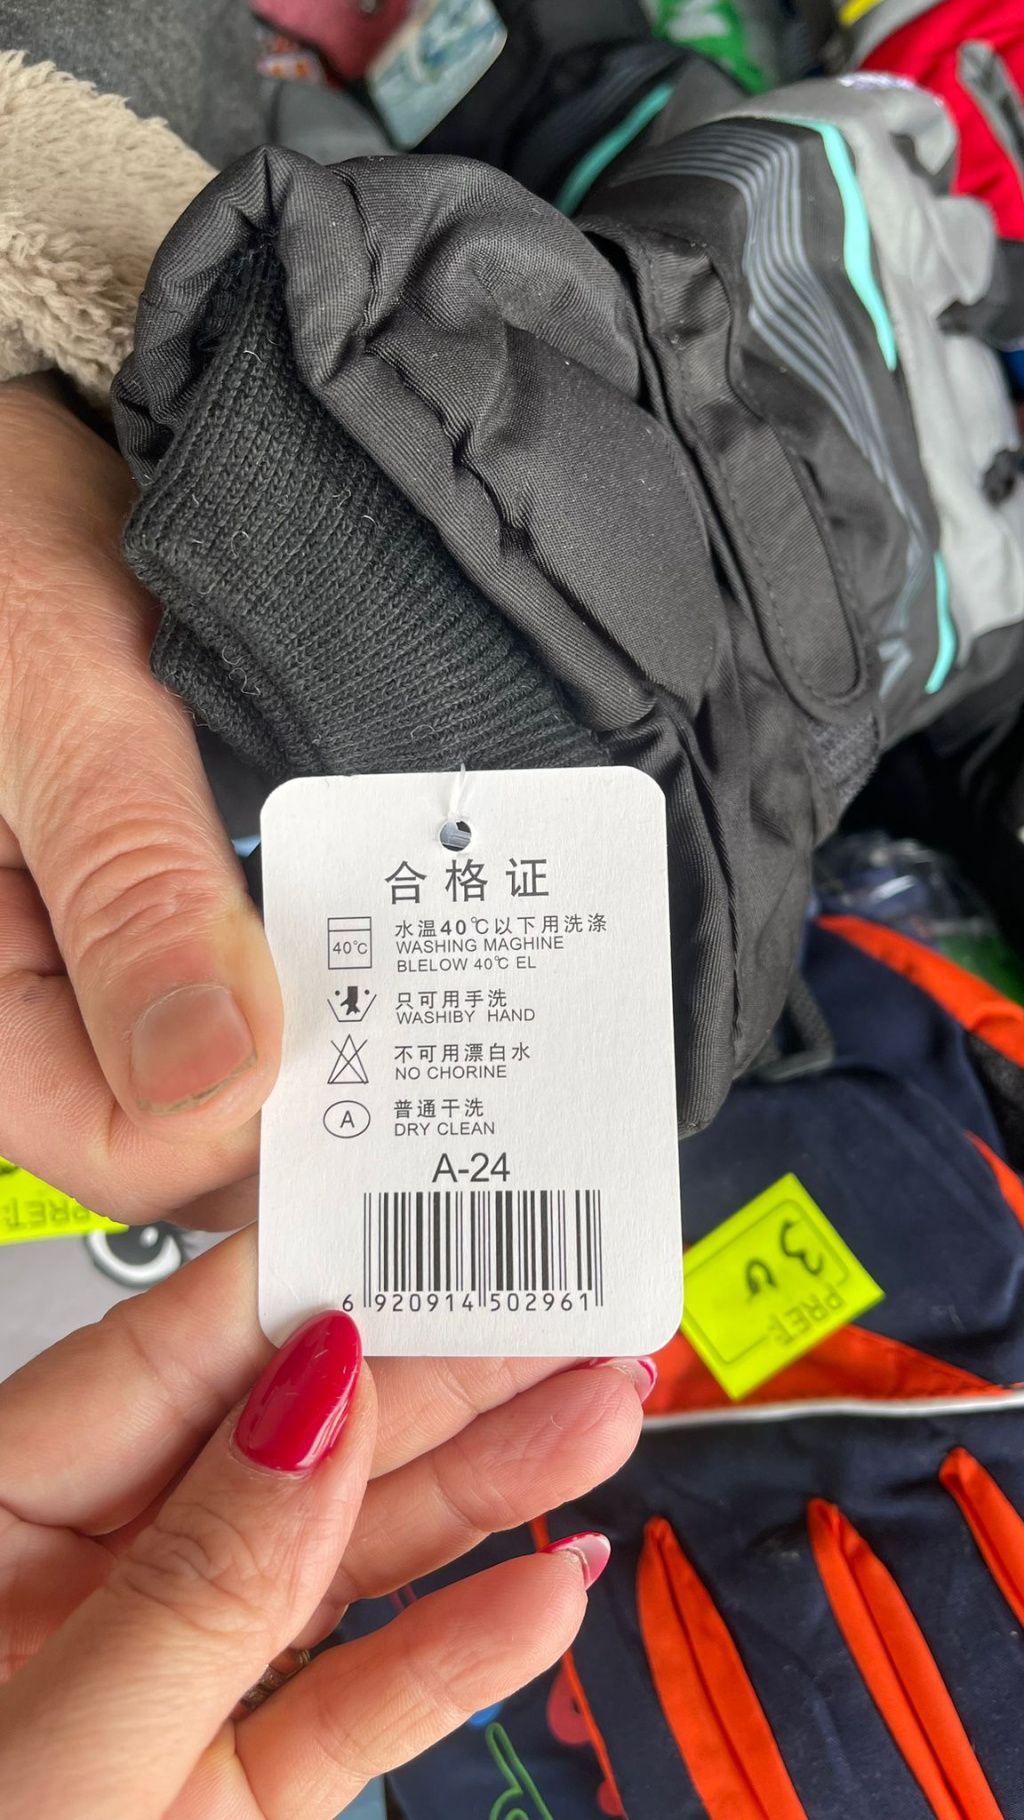 合格证
40℃
水温40℃以下用洗涤
WASHING MAGHINE
BLELOW 40℃ EL
只可用手洗
WASHIBY HAND
不可用漂白水
NO CHORINE
A
普通干洗
DRY CLEAN
A-24
6 920914 502961
PRET:
PRET: